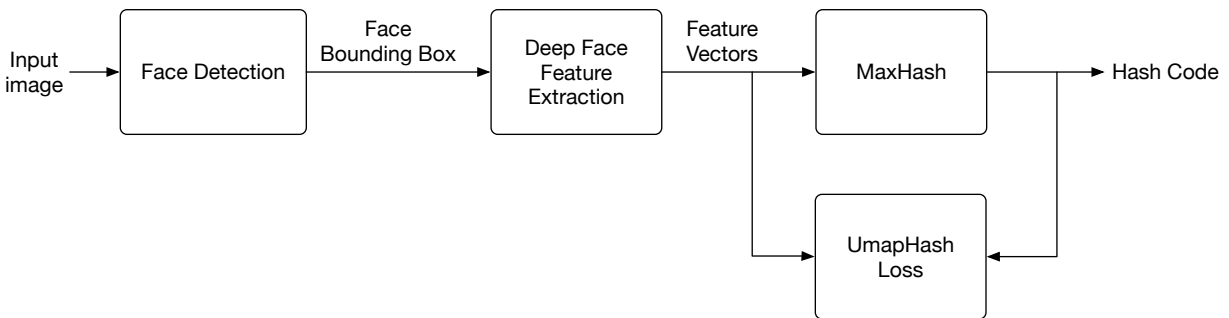 Input
image
Face Detection
Face
Bounding Box
Deep Face
Feature
Extraction
Feature
Vectors
MaxHash
Hash Code
UmapHash
Loss